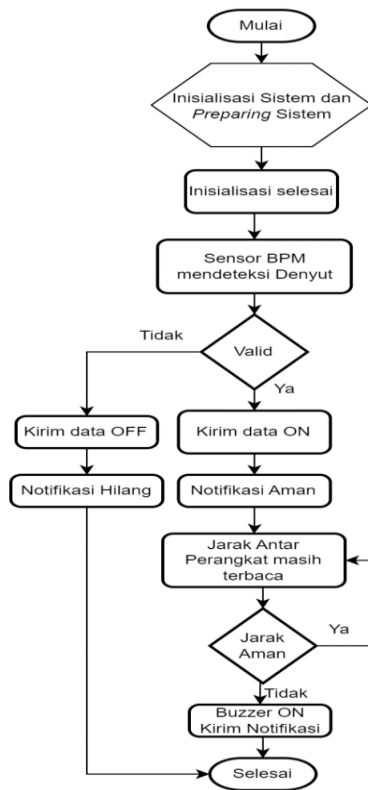 Mulai
Inisialisasi Sistem dan
Preparing Sistem
Inisialisasi selesai
Sensor BPM
mendeteksi Denyut
Tidak
Valid
Ya
Kirim data OFF
Kirim data ON
Notifikasi Hilang
Notifikasi Aman
Jarak Antar
Perangkat masih
terbaca
Jarak
Aman
Ya
Tidak
Buzzer ON
Kirim Notifikasi
Selesai